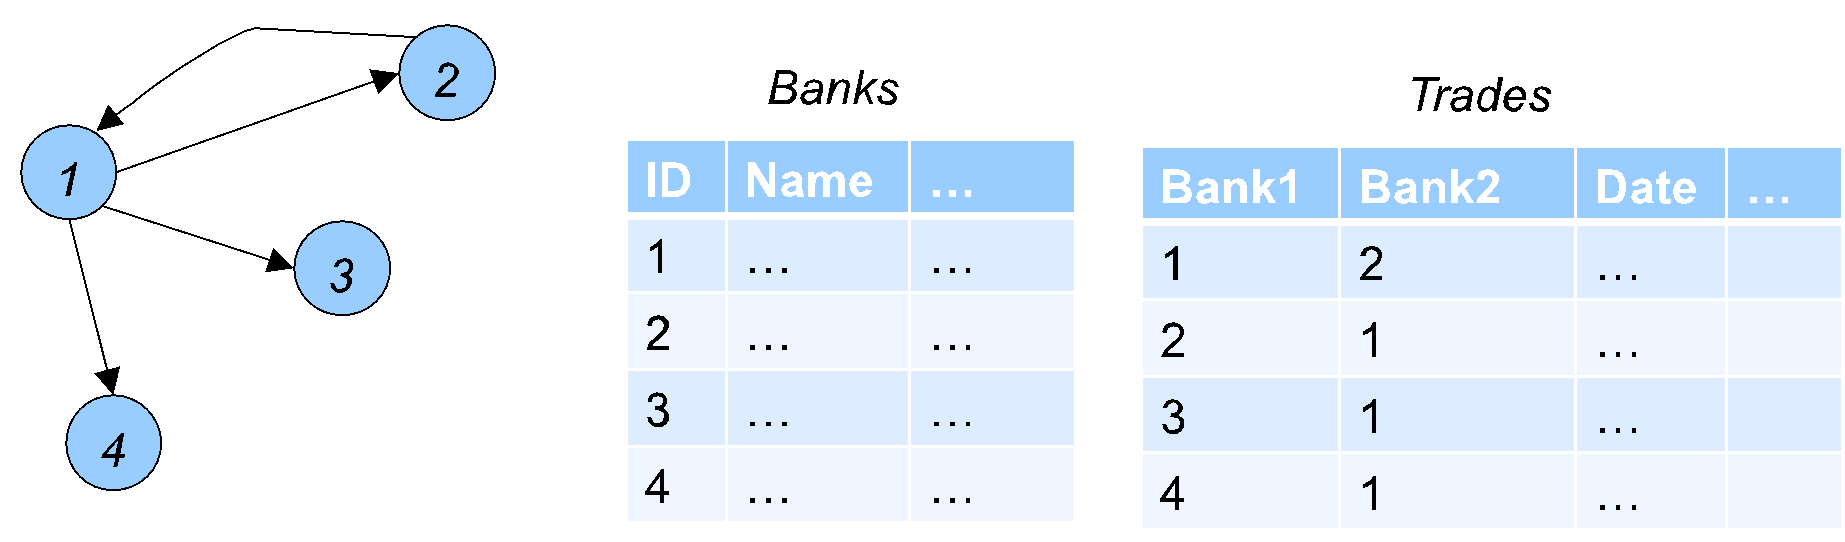 2
1
3
4
Banks
ID Name …
1 … …
2 … …
3 … …
4 … …
Trades
Bank1 Bank2 Date …
1 2 …
2 1 …
3 1 …
4 1 …